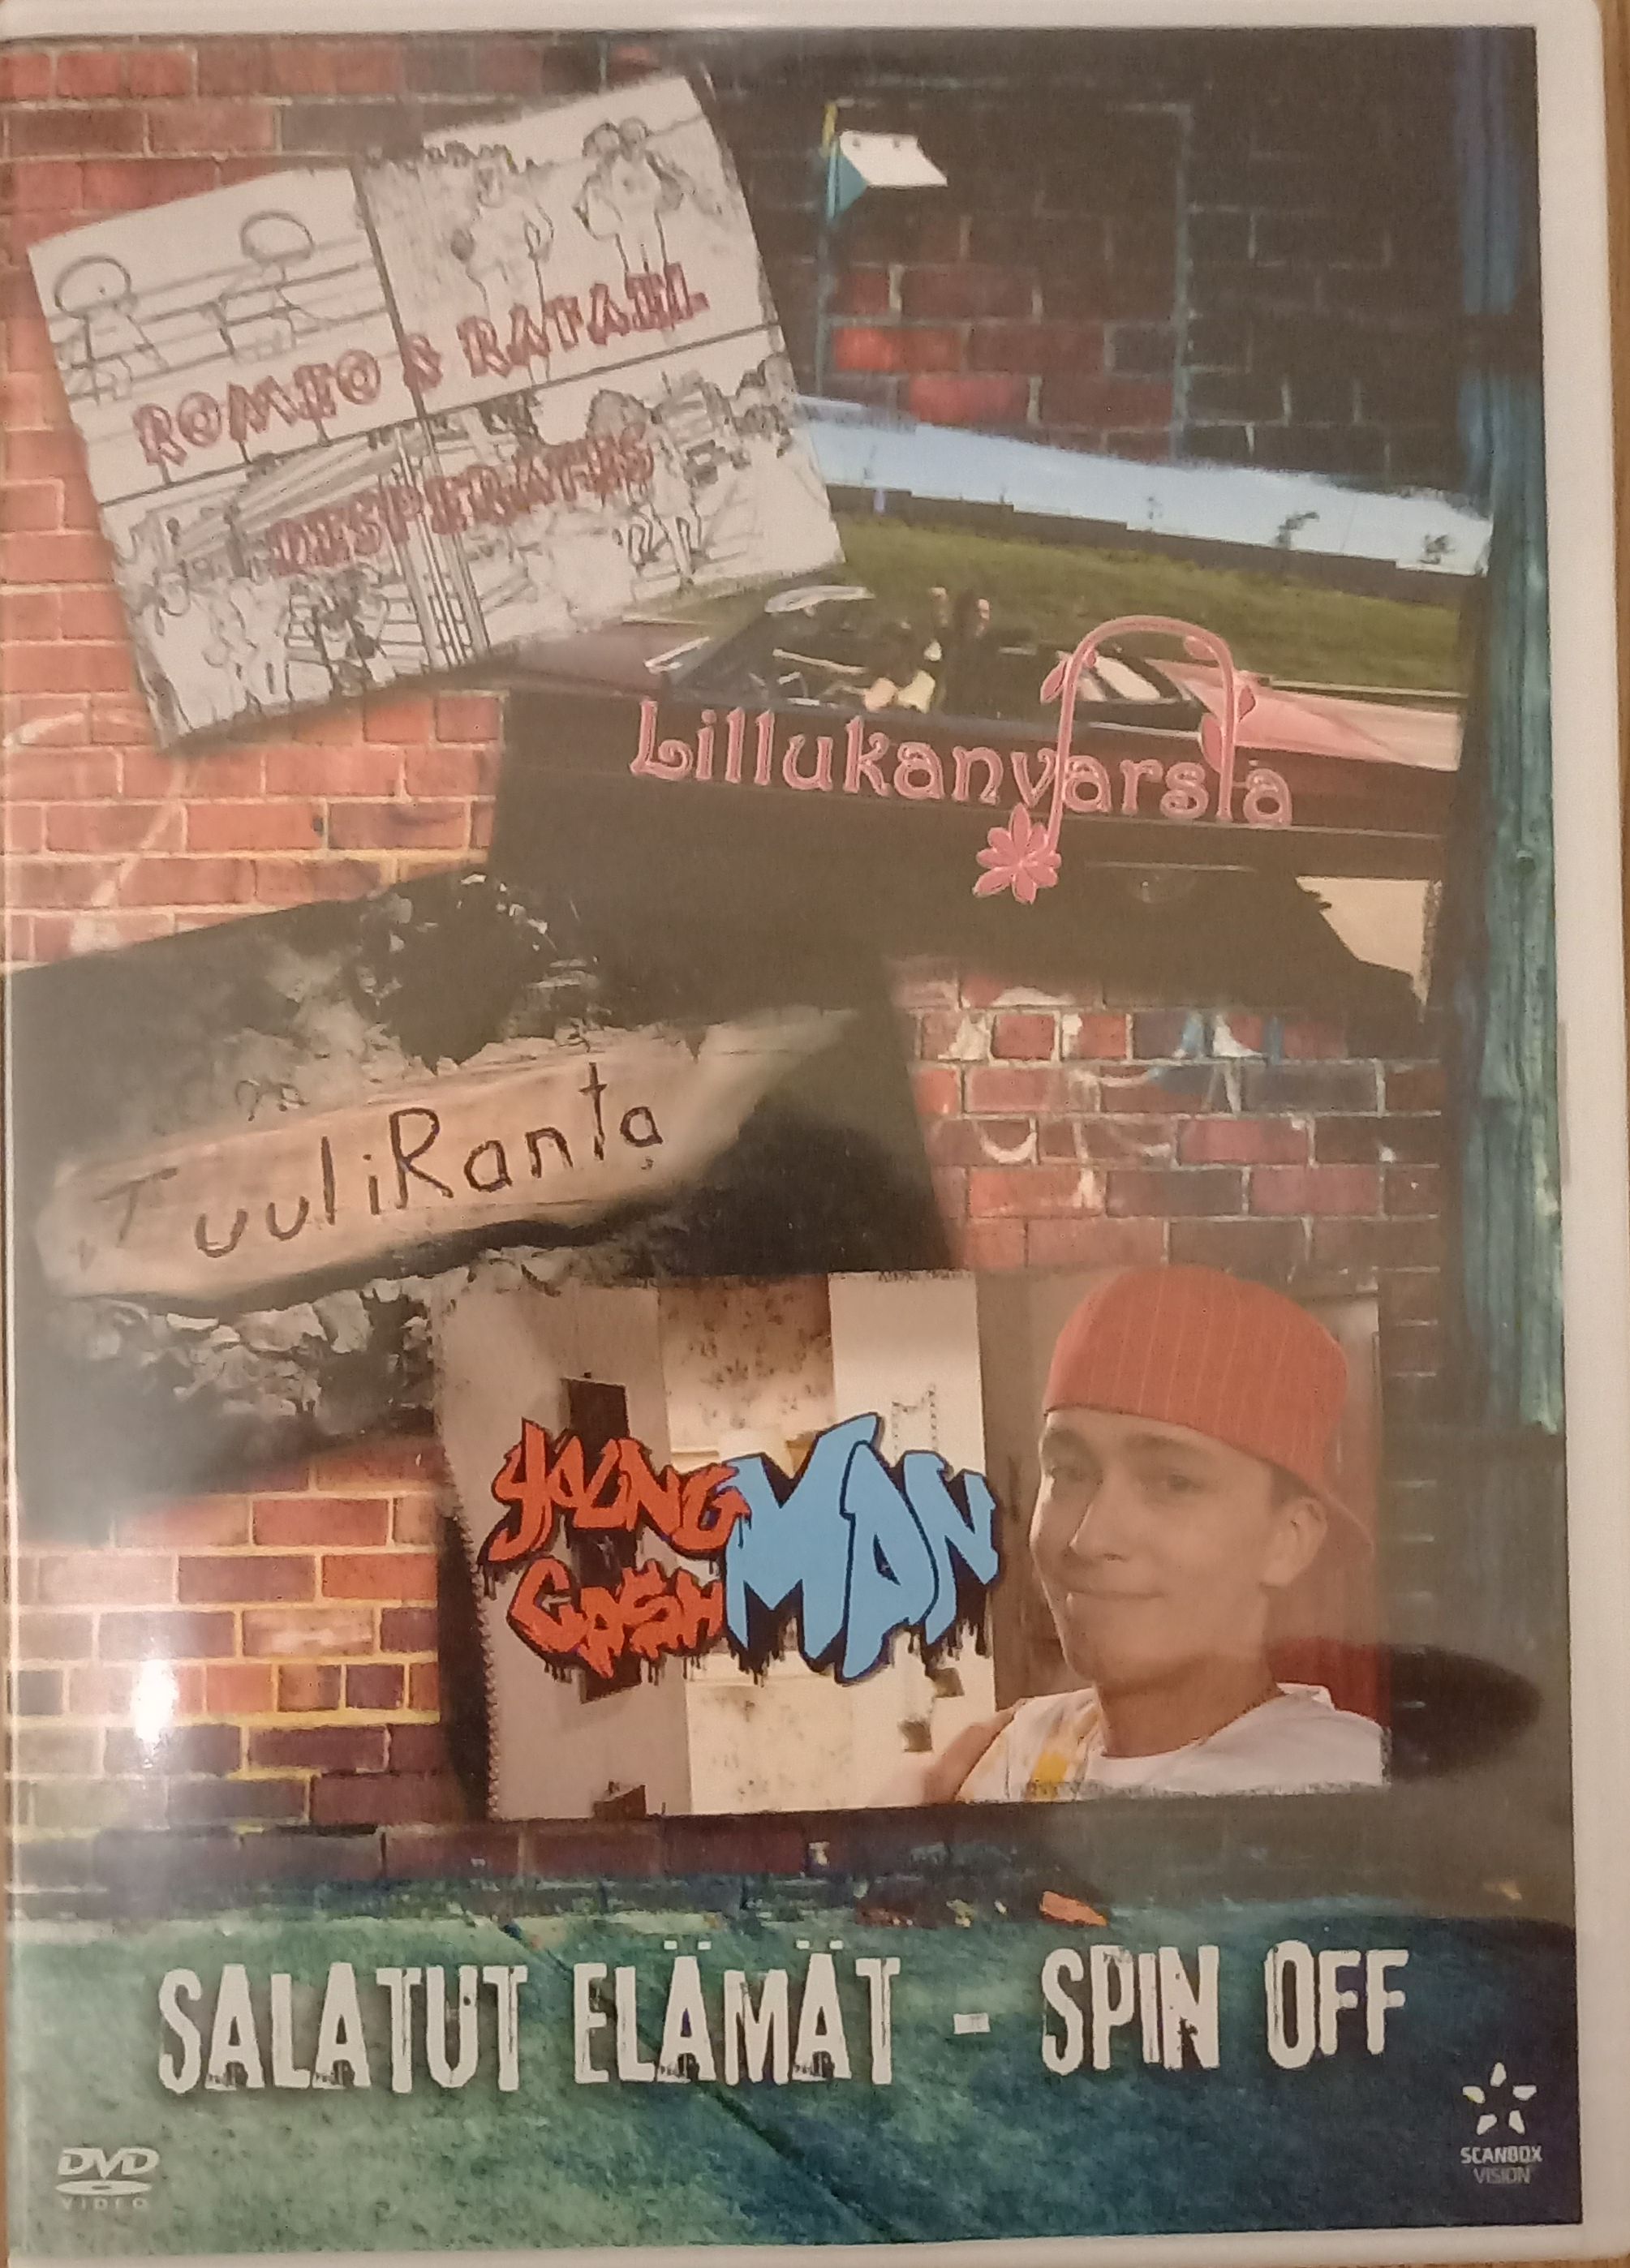 ROMEO & RAFAEL
DESPERATES
Lillukanvarsia
TuuliRanta
YOUNG
CASH
MAN
SALATUT ELÄMÄT - SPIN OFF
DVD
VIDEO
SCANBOX
VISION